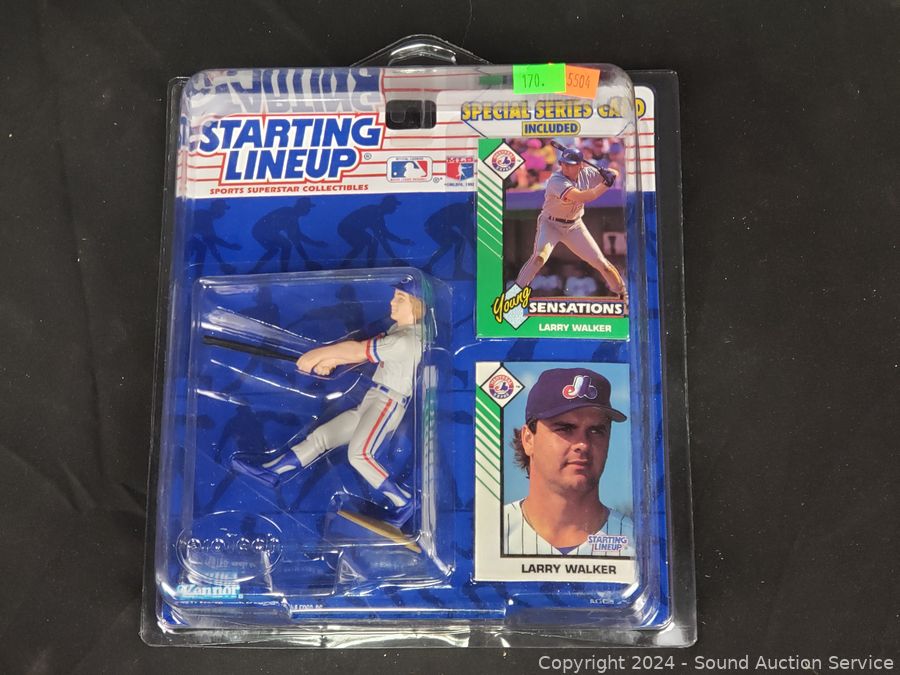 170. 5504
STARTING
LINEUP®
SPORTS SUPERSTAR COLLECTIBLES
SPECIAL SERIES CARD
INCLUDED
Young
SENSATIONS
LARRY WALKER
STARTING
LINEUP
LARRY WALKER
Kenner
Copyright 2024 - Sound Auction Service